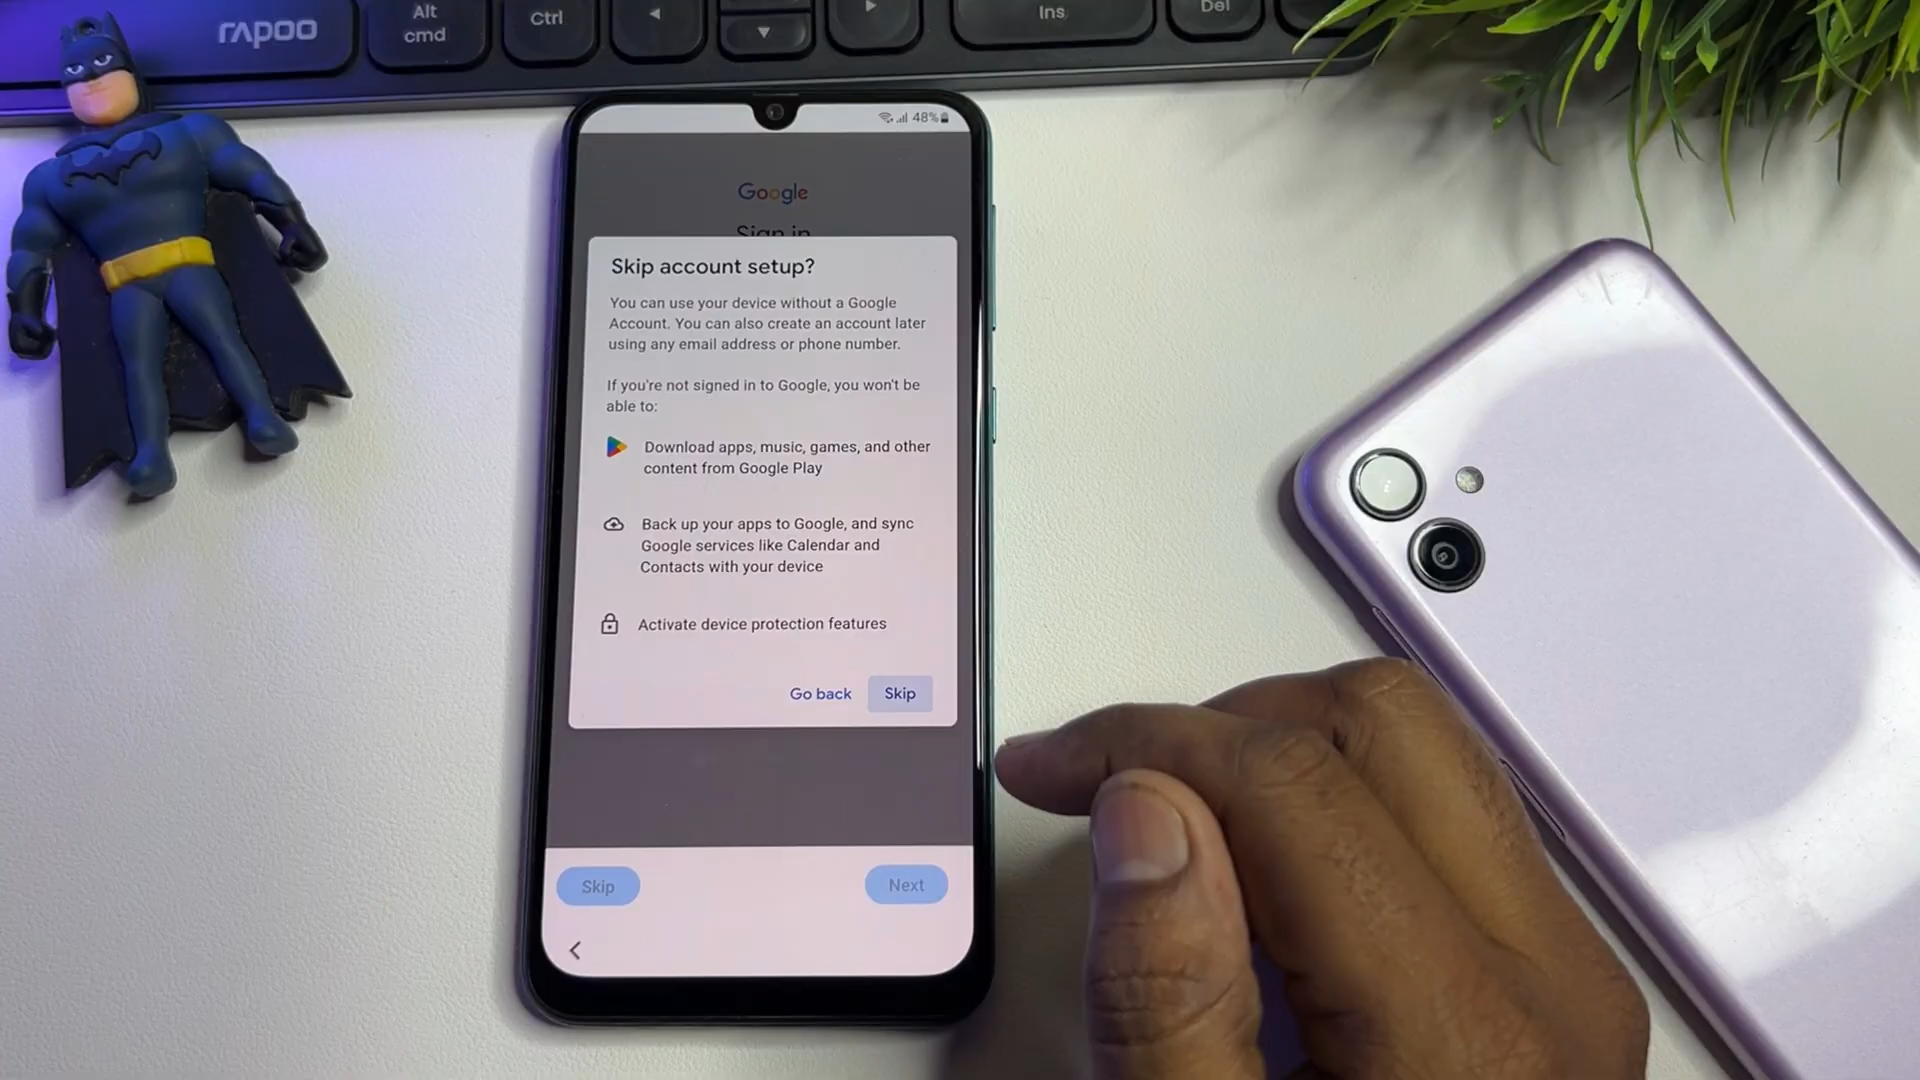 rapoo
Alt
cmd
Ctrl
Ins
Del
48%
Google
Sign in
Skip account setup?
You can use your device without a Google
Account. You can also create an account later
using any email address or phone number.
If you're not signed in to Google, you won't be
able to:
Download apps, music, games, and other
content from Google Play
Back up your apps to Google, and sync
Google services like Calendar and
Contacts with your device
Activate device protection features
Go back
Skip
Skip
Next